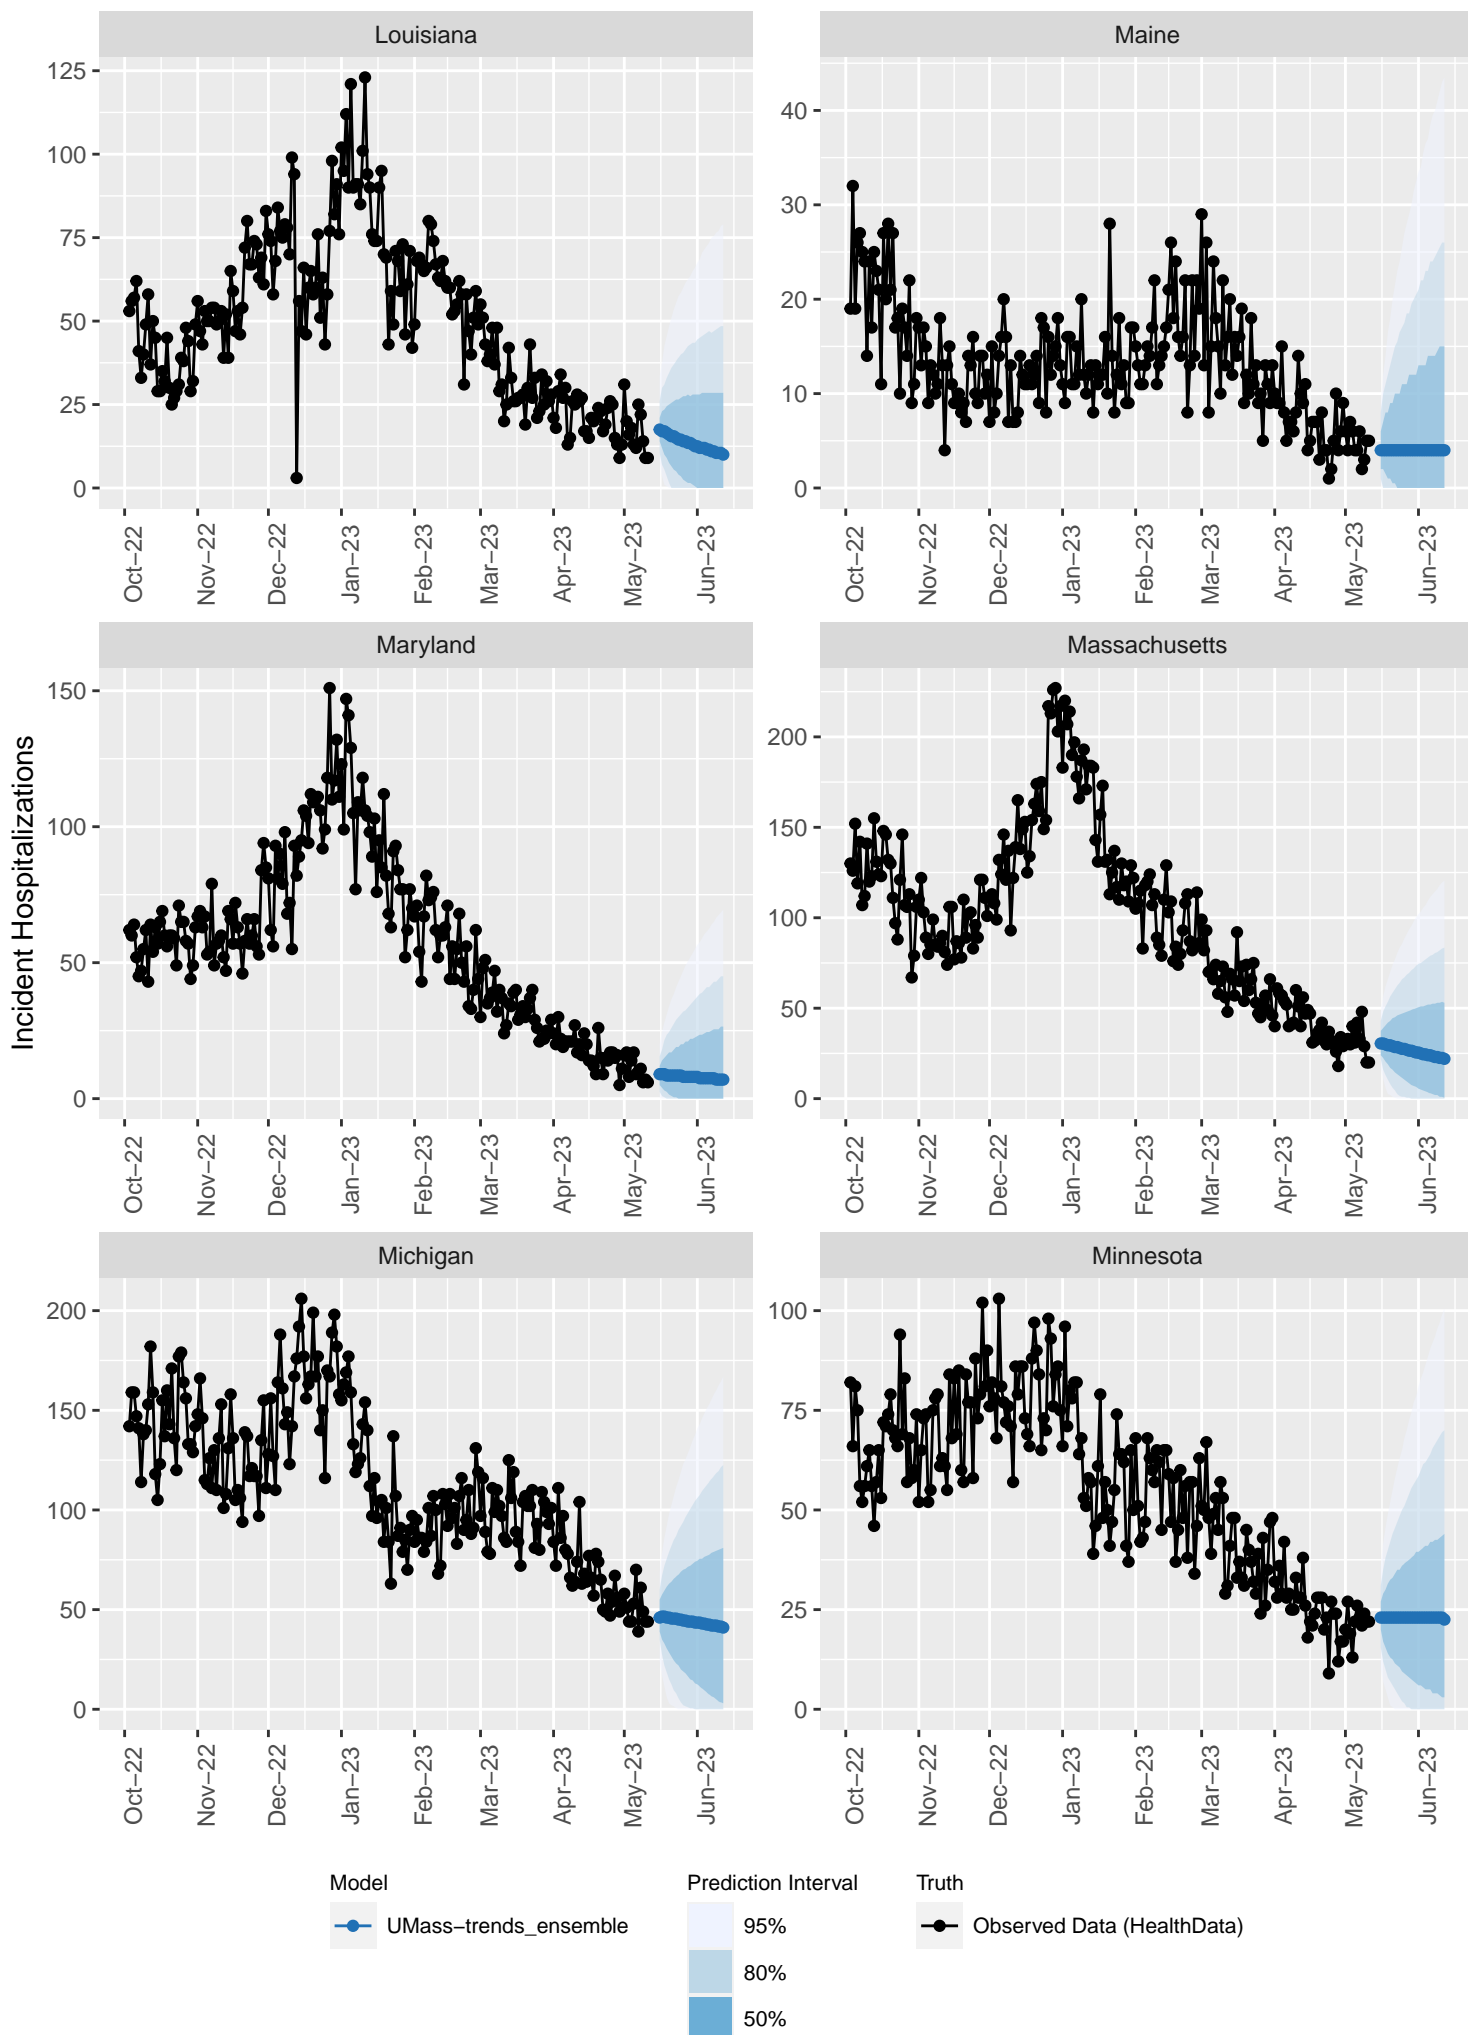 Louisiana
Maine
125
100
75
50
25
0
40
30
20
10
0
Oct−22
Nov−22
Dec−22
Jan−23
Feb−23
Mar−23
Apr−23
May−23
Jun−23
Oct−22
Nov−22
Dec−22
Jan−23
Feb−23
Mar−23
Apr−23
May−23
Jun−23
Incident Hospitalizations
Maryland
Massachusetts
150
100
50
0
200
150
100
50
0
Oct−22
Nov−22
Dec−22
Jan−23
Feb−23
Mar−23
Apr−23
May−23
Jun−23
Oct−22
Nov−22
Dec−22
Jan−23
Feb−23
Mar−23
Apr−23
May−23
Jun−23
Michigan
Minnesota
200
150
100
50
0
100
75
50
25
0
Oct−22
Nov−22
Dec−22
Jan−23
Feb−23
Mar−23
Apr−23
May−23
Jun−23
Oct−22
Nov−22
Dec−22
Jan−23
Feb−23
Mar−23
Apr−23
May−23
Jun−23
Model
UMass−trends_ensemble
Prediction Interval
95%
80%
50%
Truth
Observed Data (HealthData)